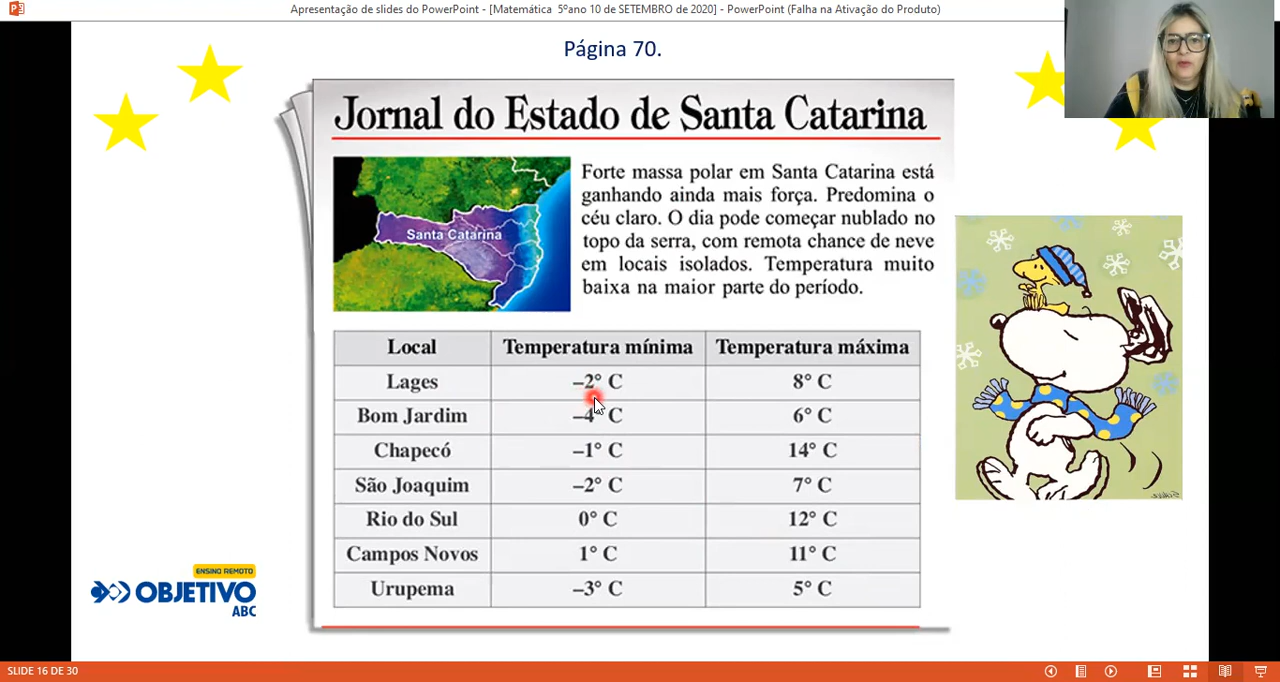 Apresentação de slides do PowerPoint - [Matemática 5ºano 10 de SETEMBRO de 2020] - PowerPoint (Falha na Ativação do Produto)
Página 70.
Jornal do Estado de Santa Catarina
Santa Catarina
Forte massa polar em Santa Catarina está
ganhando ainda mais força. Predomina o
céu claro. O dia pode começar nublado no
topo da serra, com remota chance de neve
em locais isolados. Temperatura muito
baixa na maior parte do período.
Local Temperatura mínima Temperatura máxima
Lages –2° C 8° C
Bom Jardim –4° C 6° C
Chapecó –1° C 14° C
São Joaquim –2° C 7° C
Rio do Sul 0° C 12° C
Campos Novos 1° C 11° C
Urupema –3° C 5° C
ENSINO REMOTO
OBJETIVO
ABC
SLIDE 16 DE 30